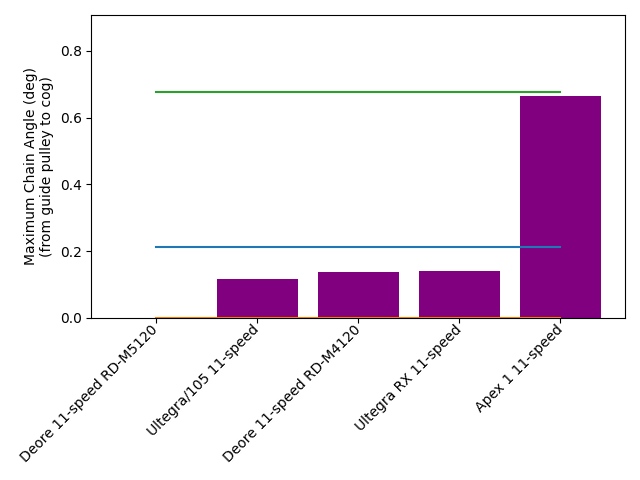 Maximum Chain Angle (deg)
(from guide pulley to cog)
0.8
0.6
0.4
0.2
0.0
Deore 11-speed RD-M5120
Ultegra/105 11-speed
Deore 11-speed RD-M4120
Ultegra RX 11-speed
Apex 1 11-speed